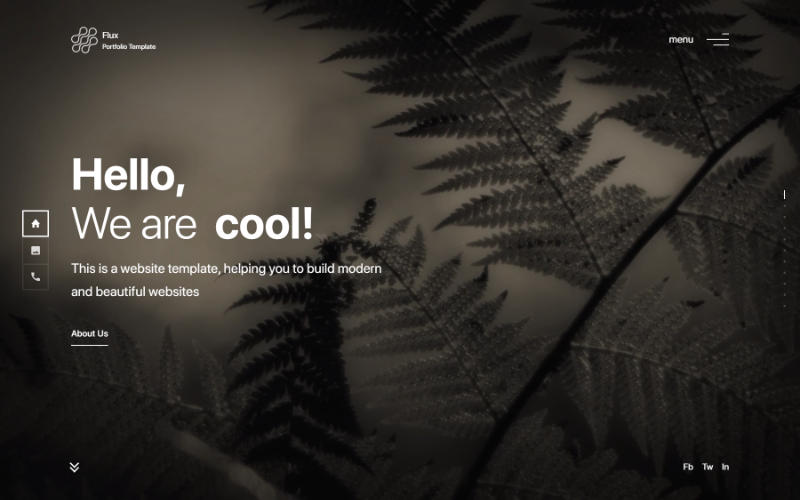 Flux
Portfolio Template
menu
Hello,
We are cool!
This is a website template, helping you to build modern
and beautiful websites
About Us
Fb Tw In